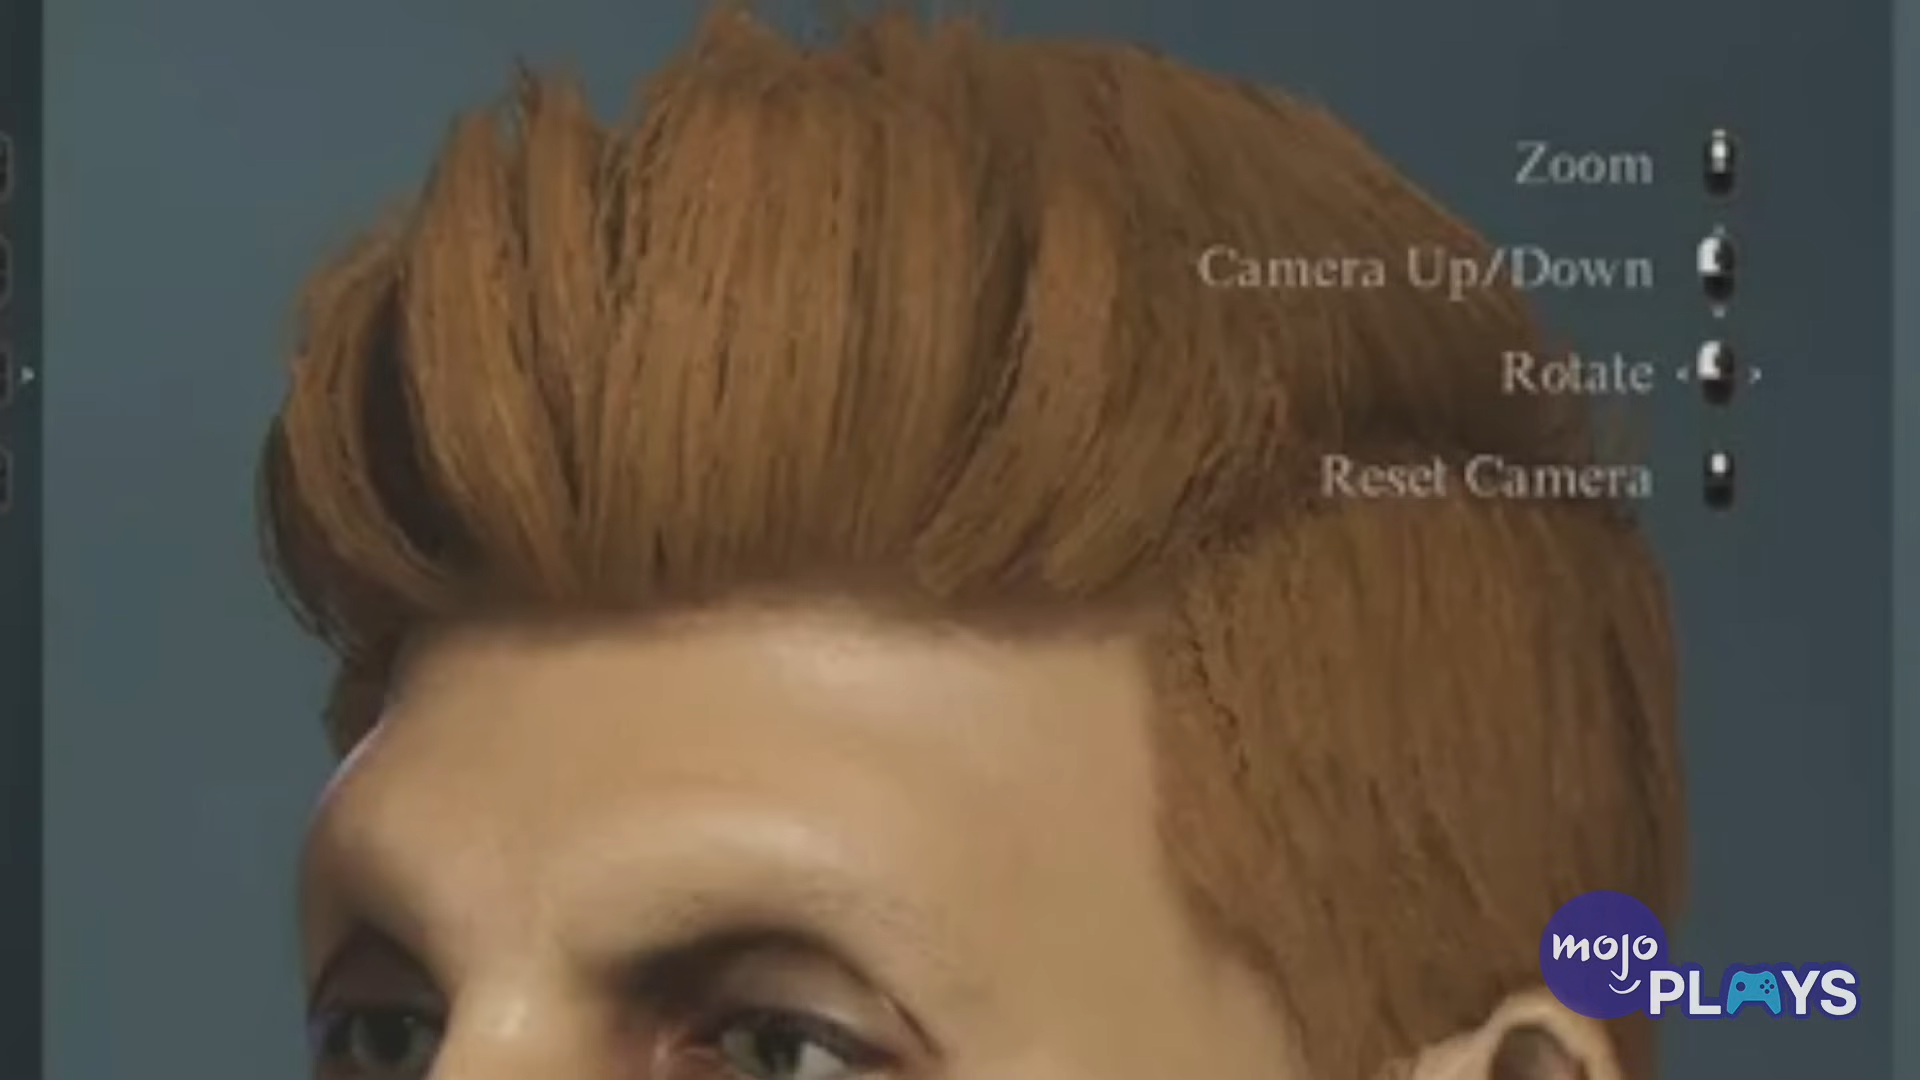 Zoom
Camera Up/Down
Rotate
Reset Camera
mojo
PLAYS